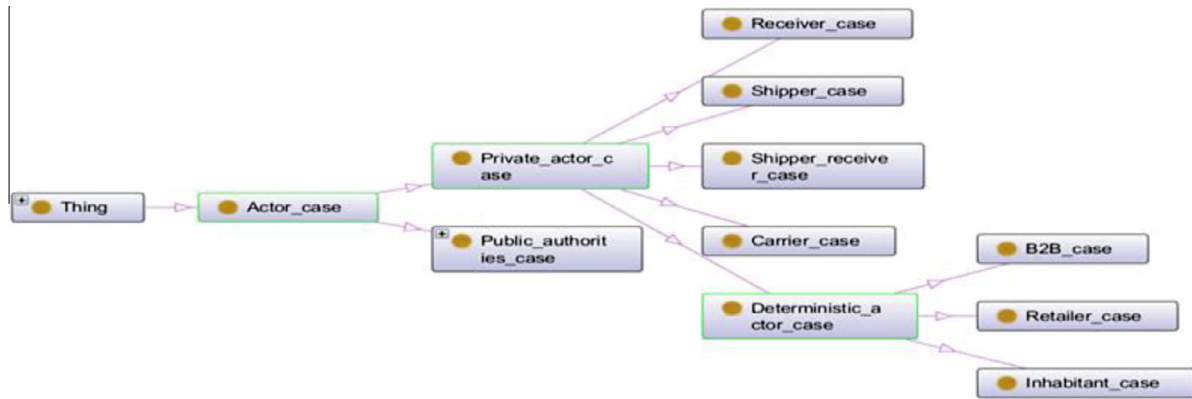 Receiver_case
Shipper_case
Private_actor_c
ase
Shipper_receive
r_case
Thing
Actor_case
Public_authorit
ies_case
Carrier_case
B2B_case
Deterministic_a
ctor_case
Retailer_case
Inhabitant_case